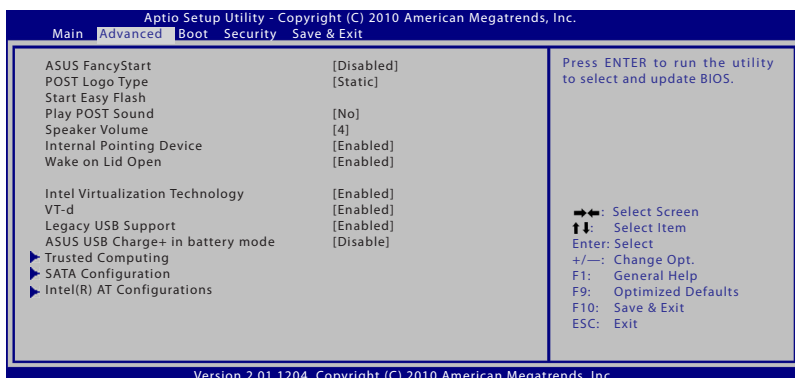 Aptio Setup Utility - Copyright (C) 2010 American Megatrends, Inc.
Main Advanced Boot Security Save & Exit
ASUS FancyStart [Disabled]
POST Logo Type [Static]
Start Easy Flash
Play POST Sound [No]
Speaker Volume [4]
Internal Pointing Device [Enabled]
Wake on Lid Open [Enabled]
Intel Virtualization Technology [Enabled]
VT-d [Enabled]
Legacy USB Support [Enabled]
ASUS USB Charge+ in battery mode [Disable]
Trusted Computing
SATA Configuration
Intel(R) AT Configurations
Press ENTER to run the utility
to select and update BIOS.
→←: Select Screen
↑↓: Select Item
Enter: Select
+/—: Change Opt.
F1: General Help
F9: Optimized Defaults
F10: Save & Exit
ESC: Exit
Version 2.01.1204. Copyright (C) 2010 American Megatrends, Inc.